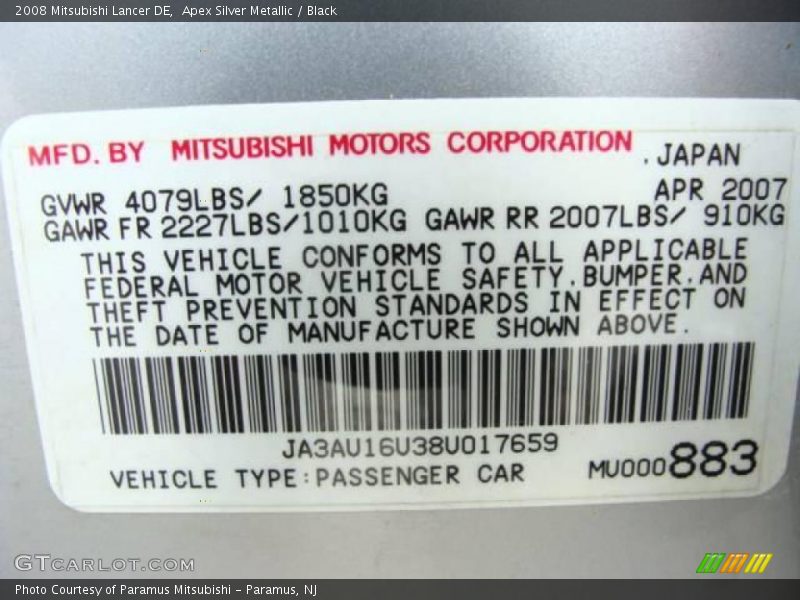 2008 Mitsubishi Lancer DE,  Apex Silver Metallic / Black
MFD. BY MITSUBISHI MOTORS CORPORATION . JAPAN
GVWR 4079LBS/ 1850KG APR 2007
GAWR FR 2227LBS/1010KG GAWR RR 2007LBS/ 910KG
THIS VEHICLE CONFORMS TO ALL APPLICABLE
FEDERAL MOTOR VEHICLE SAFETY.BUMPER.AND
THEFT PREVENTION STANDARDS IN EFFECT ON
THE DATE OF MANUFACTURE SHOWN ABOVE.
JA3AU16U38U017659
VEHICLE TYPE:PASSENGER CAR MU000883
GTCARLOT.COM
Photo Courtesy of Paramus Mitsubishi - Paramus, NJ